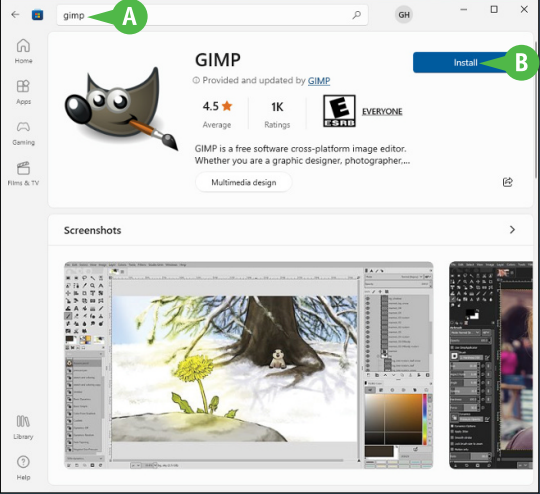 gimp
A
GH
Home
Apps
Gaming
Films & TV
Library
Help
GIMP
Provided and updated by GIMP
Install
B
4.5
Average
1K
Ratings
E
ESRB
EVERYONE
GIMP is a free software cross-platform image editor.
Whether you are a graphic designer, photographer,...
Multimedia design
Screenshots